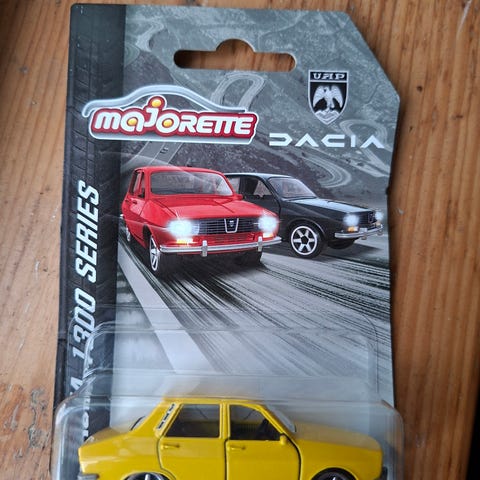 UAP
majorette
DACIA
1300 SERIES